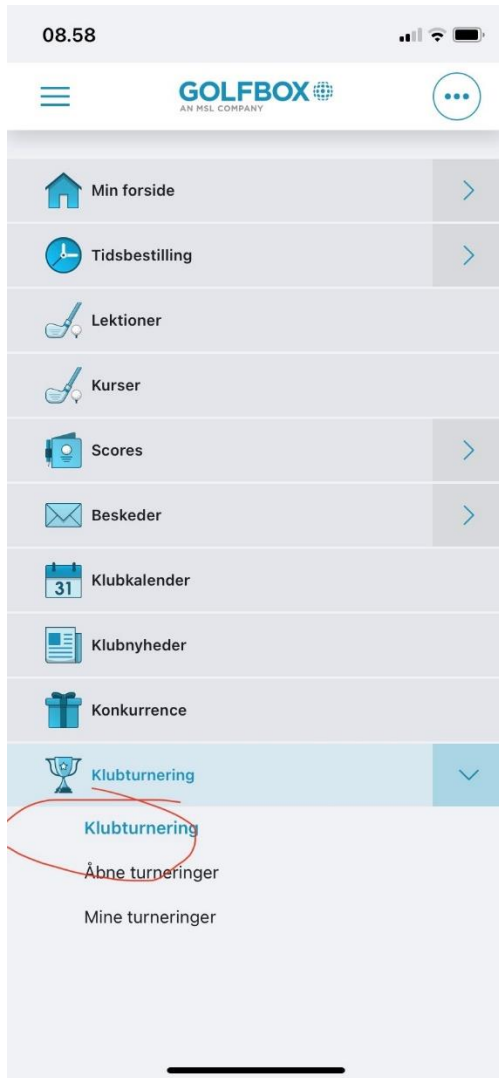 08.58
GOLFBOX
AN MSL COMPANY
Min forside
Tidsbestilling
Lektioner
Kurser
Scores
Beskeder
31 Klubkalender
Klubnyheder
Konkurrence
Klubturnering
Klubturnering
Åbne turneringer
Mine turneringer